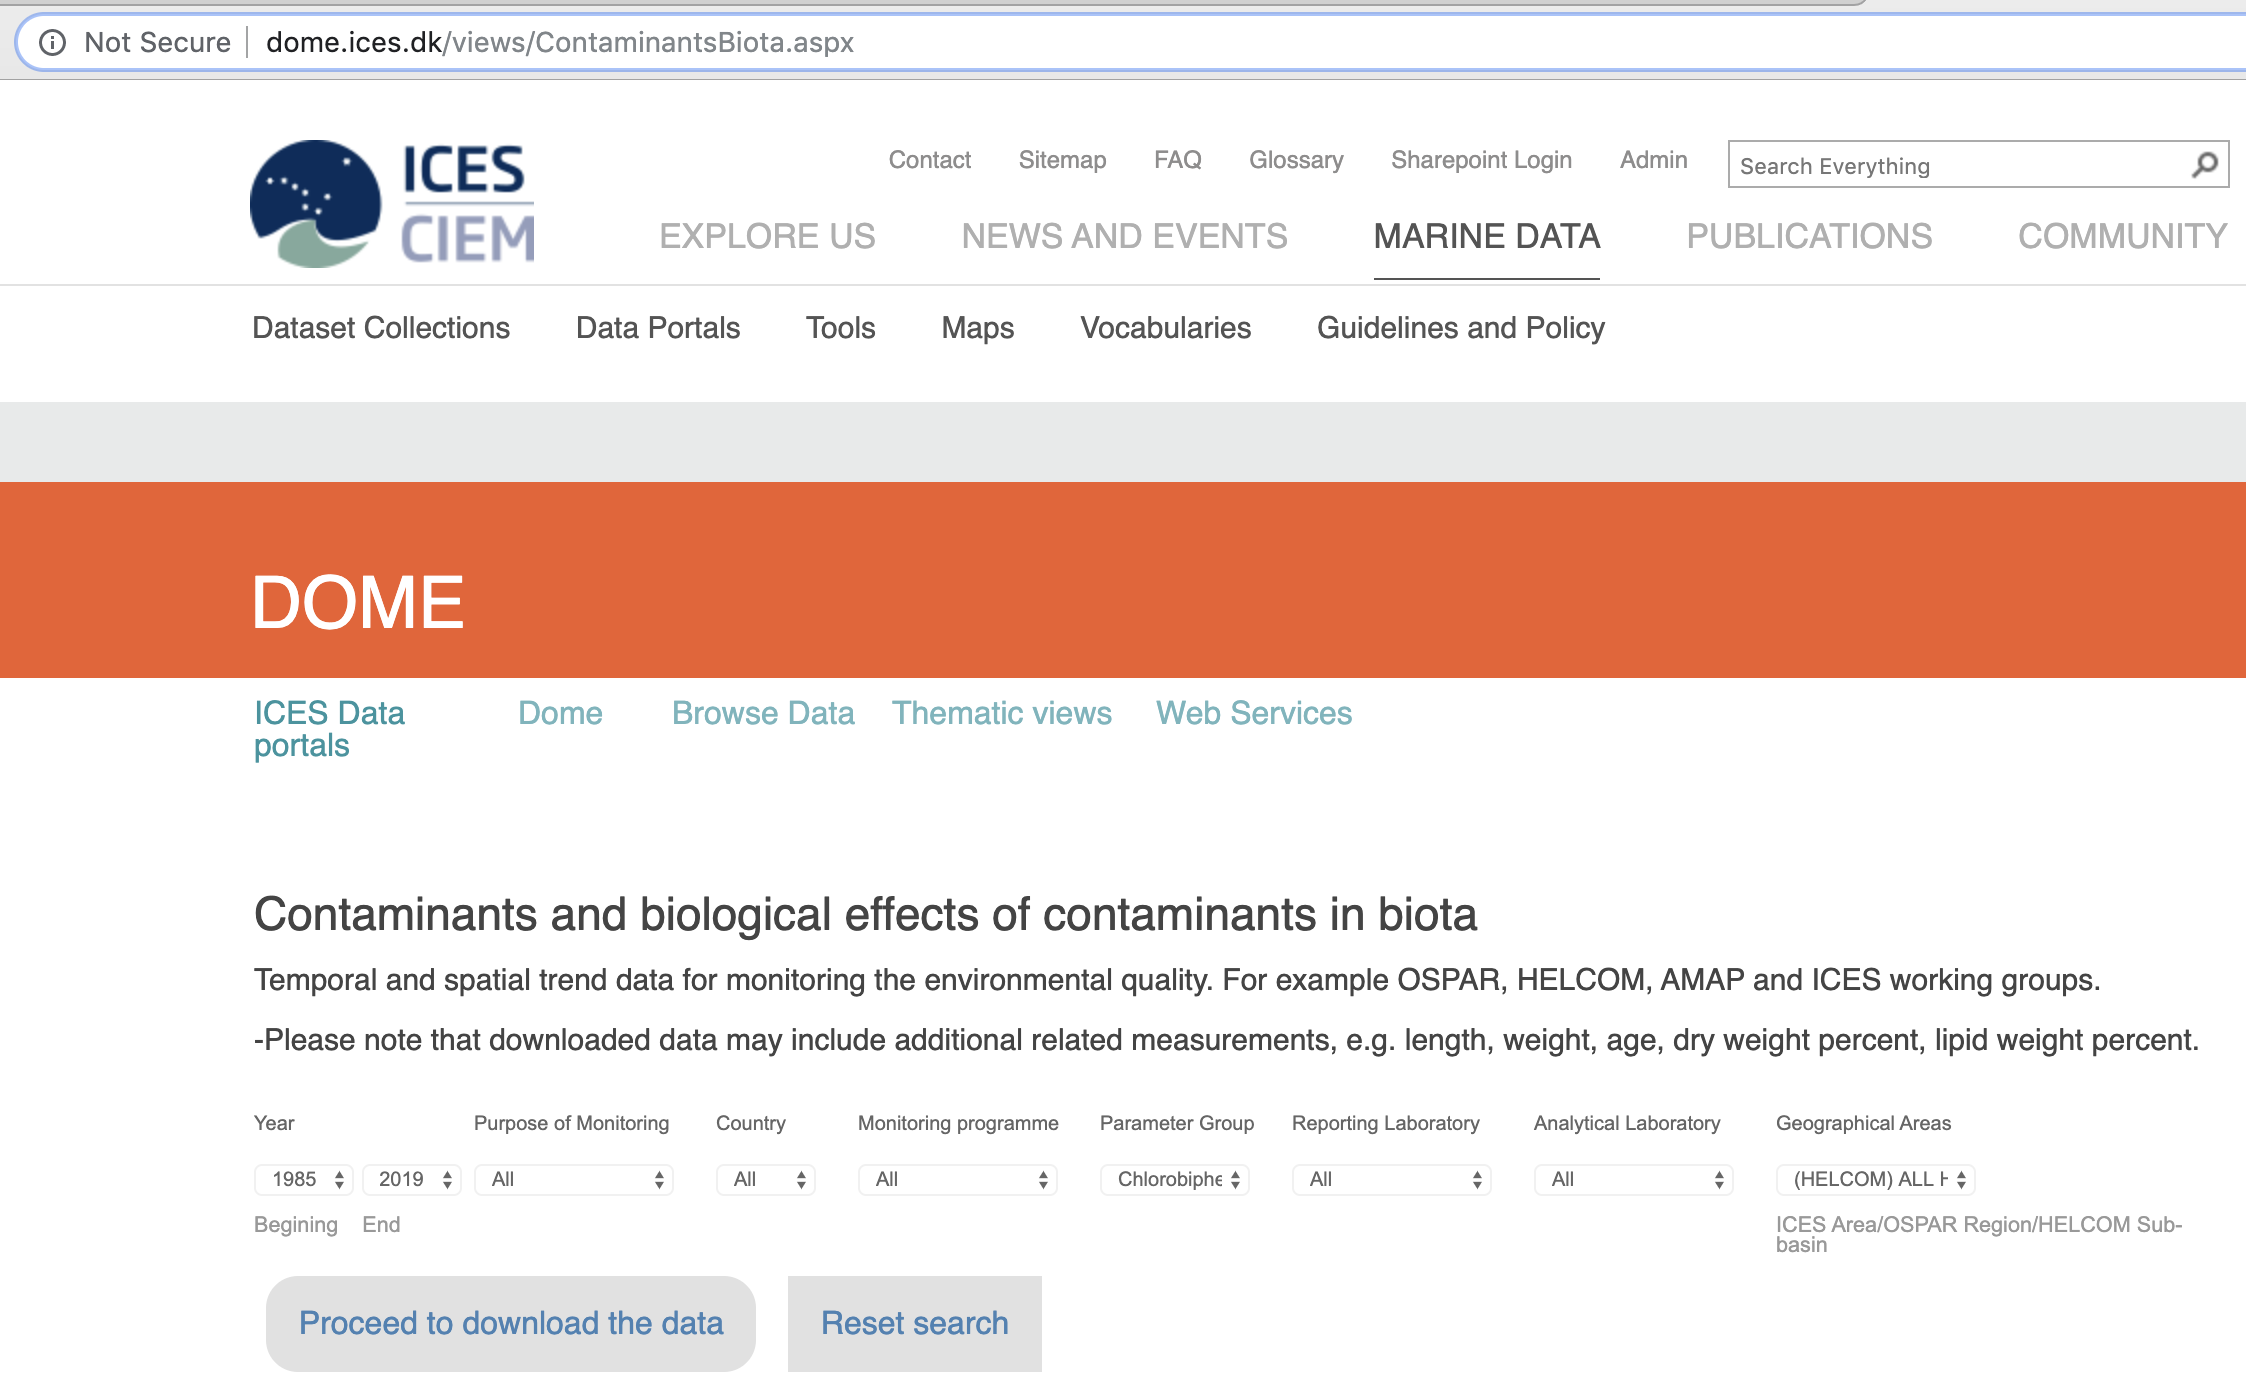 Not Secure dome.ices.dk/views/ContaminantsBiota.aspx
ICES
CIEM
Contact Sitemap FAQ Glossary Sharepoint Login Admin Search Everything
EXPLORE US NEWS AND EVENTS MARINE DATA PUBLICATIONS COMMUNITY
Dataset Collections Data Portals Tools Maps Vocabularies Guidelines and Policy
DOME
ICES Data portals Dome Browse Data Thematic views Web Services
Contaminants and biological effects of contaminants in biota
Temporal and spatial trend data for monitoring the environmental quality. For example OSPAR, HELCOM, AMAP and ICES working groups.
-Please note that downloaded data may include additional related measurements, e.g. length, weight, age, dry weight percent, lipid weight percent.
Year Purpose of Monitoring Country Monitoring programme Parameter Group Reporting Laboratory Analytical Laboratory Geographical Areas
1985 2019 All All All Chlorobiphe All All (HELCOM) ALL H
Begining End ICES Area/OSPAR Region/HELCOM Sub-
basin
Proceed to download the data Reset search